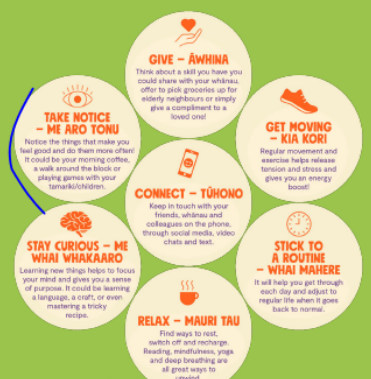 GIVE – ĀWHINA
Think about a skill you have you
could share with your whānau,
offer to pick groceries up for
elderly neighbours or simply
give a compliment to a
loved one!
TAKE NOTICE
– ME ARO TONU
Notice the things that make you
feel good and do them more often!
It could be your morning coffee,
a walk around the block or
playing games with your
tamariki/children.
GET MOVING
– KIA KORI
Regular movement and
exercise helps release
tension and stress and
gives you an energy
boost!
CONNECT – TŪHONO
Keep in touch with your
friends, whānau and
colleagues on the phone,
through social media, video
chats and text.
STAY CURIOUS – ME
WHAI WHAKAARO
Learning new things helps to focus
your mind and gives you a sense
of purpose. It could be learning
a language, a craft, or even
mastering a tricky
recipe.
STICK TO
A ROUTINE
– WHAI MAHERE
It will help you get through
each day and adjust to
regular life when it goes
back to normal.
RELAX – MAURI TAU
Find ways to rest,
switch off and recharge.
Reading, mindfulness, yoga
and deep breathing are
all great ways to
unwind